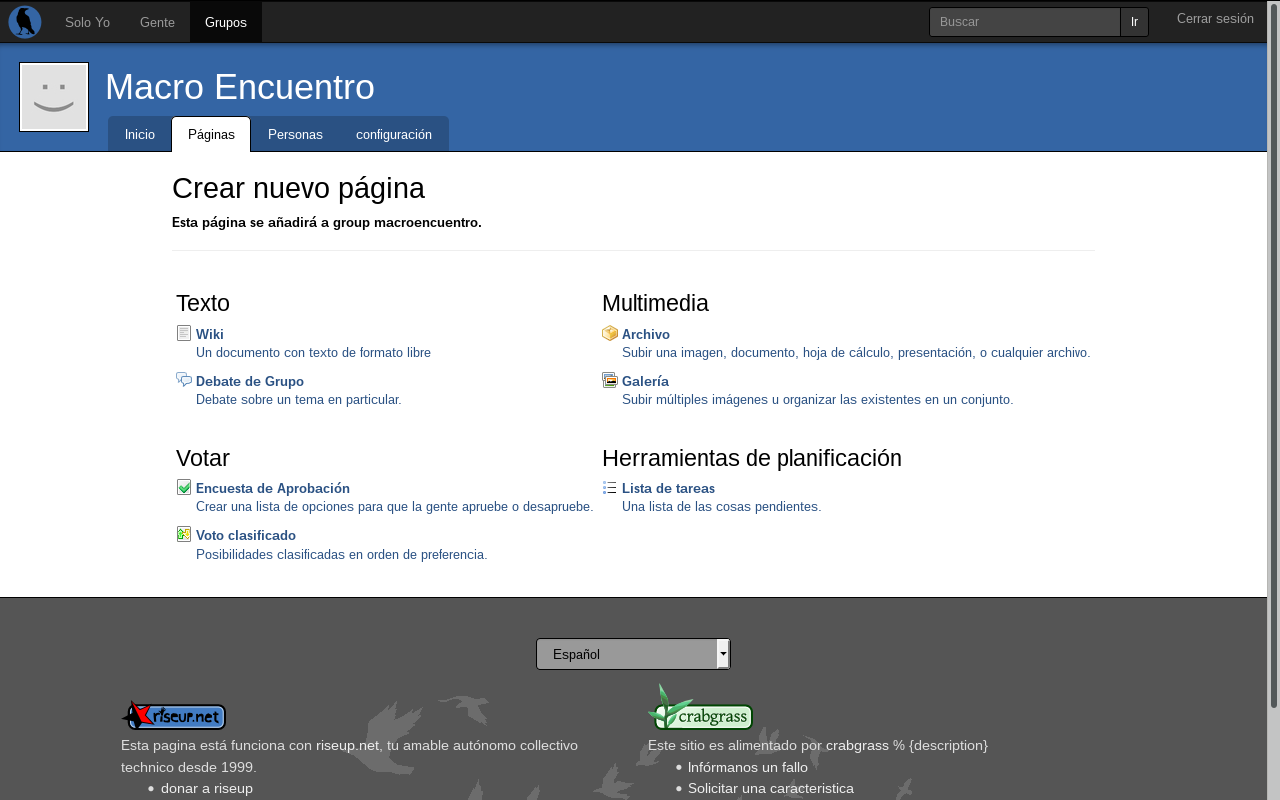 Solo Yo Gente Grupos Buscar Ir Cerrar sesión
Macro Encuentro
Inicio Páginas Personas configuración
Crear nuevo página
Esta página se añadirá a group macroencuentro.
Texto
Wiki
Un documento con texto de formato libre
Debate de Grupo
Debate sobre un tema en particular.
Multimedia
Archivo
Subir una imagen, documento, hoja de cálculo, presentación, o cualquier archivo.
Galería
Subir múltiples imágenes u organizar las existentes en un conjunto.
Votar
Encuesta de Aprobación
Crear una lista de opciones para que la gente apruebe o desapruebe.
Voto clasificado
Posibilidades clasificadas en orden de preferencia.
Herramientas de planificación
Lista de tareas
Una lista de las cosas pendientes.
Español
riseup.net
Esta pagina está funciona con riseup.net, tu amable autónomo collectivo
technico desde 1999.
donar a riseup
crabgrass
Este sitio es alimentado por crabgrass % {description}
Infórmanos un fallo
Solicitar una caracteristica